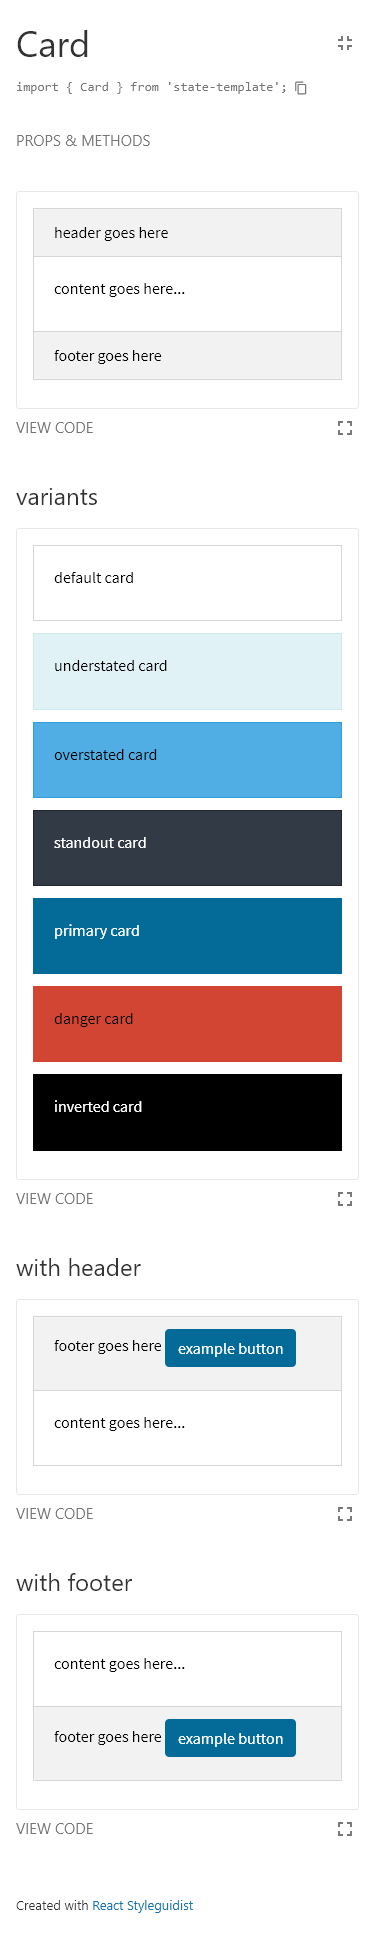 Card
import { Card } from 'state-template';
PROPS & METHODS
header goes here
content goes here...
footer goes here
VIEW CODE
variants
default card
understated card
overstated card
standout card
primary card
danger card
inverted card
VIEW CODE
with header
footer goes here example button
content goes here...
VIEW CODE
with footer
content goes here...
footer goes here example button
VIEW CODE
Created with React Styleguidist